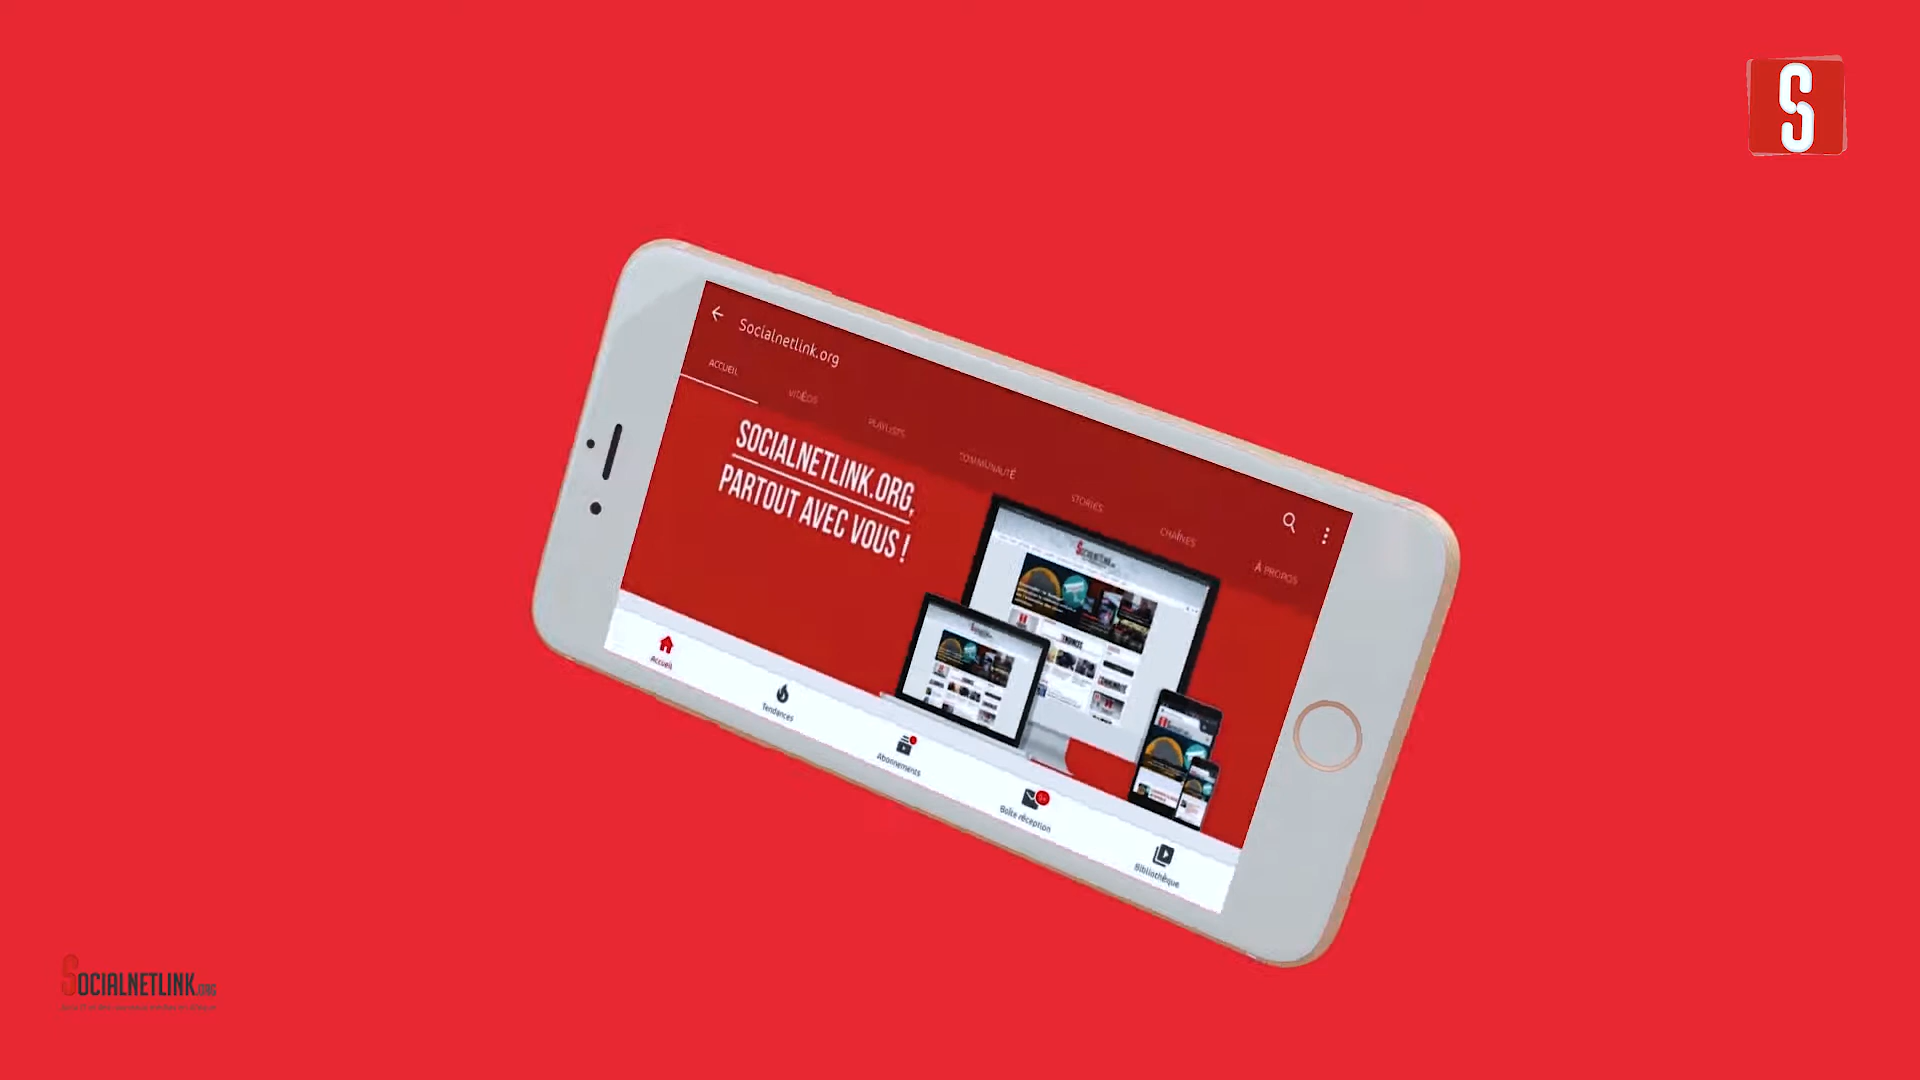 S
Socialnetlink.org
ACCUEIL
VIDÉOS
PLAYLISTS
COMMUNAUTÉ
STORIES
CHAÎNES
À PROPOS
SOCIALNETLINK.ORG,
PARTOUT AVEC VOUS !
SOCIALNETLINK
Accueil
Tendances
Abonnements
Boîte réception
Bibliothèque
SOCIALNETLINK.ORG